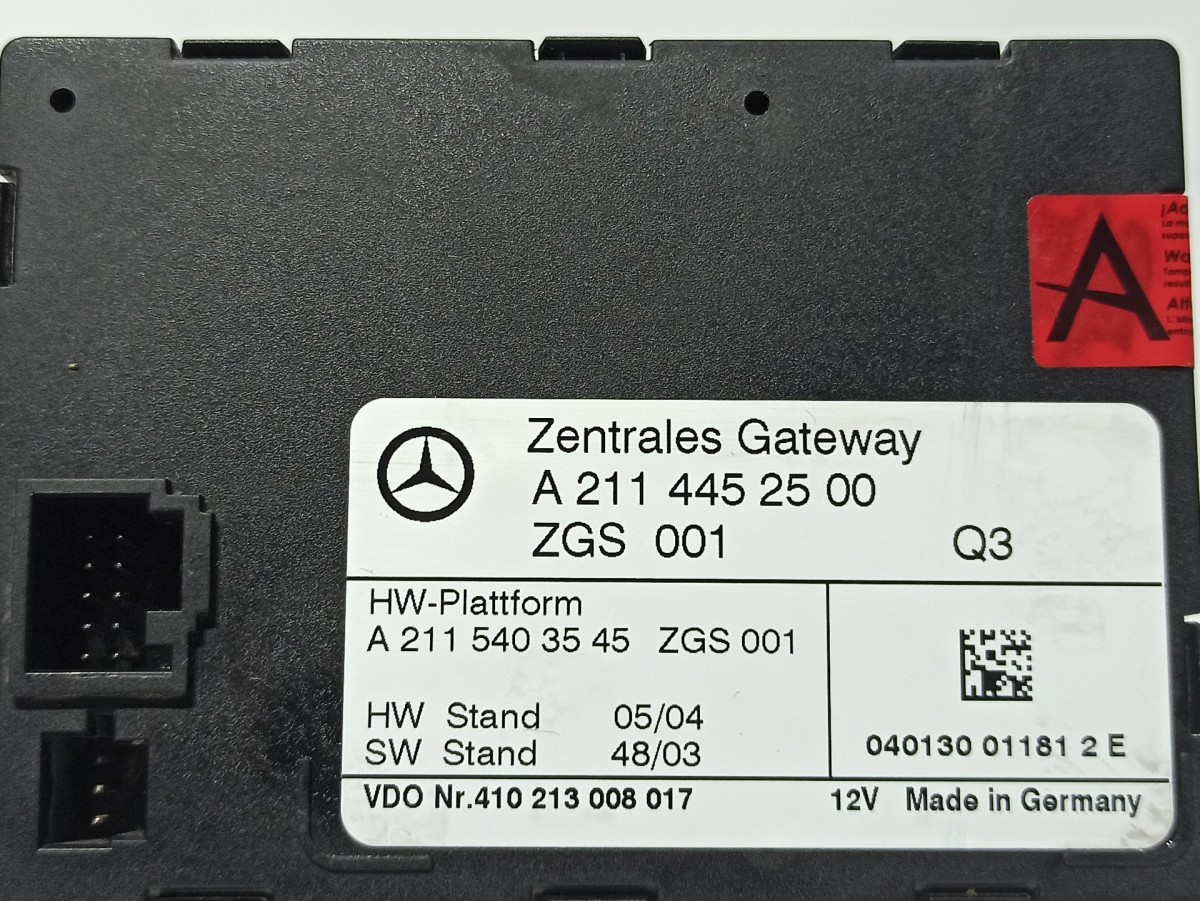 A
Zentrales Gateway
A 211 445 25 00
ZGS 001 Q3
HW-Plattform
A 211 540 35 45 ZGS 001
HW Stand 05/04
SW Stand 48/03
040130 01181 2 E
VDO Nr.410 213 008 017
12V Made in Germany